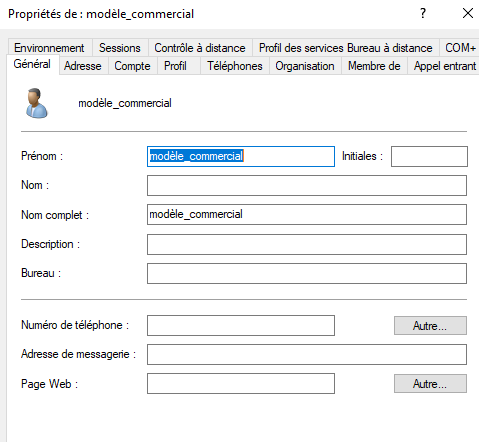 Propriétés de : modèle_commercial ? ×
Environnement Sessions Contrôle à distance Profil des services Bureau à distance COM+
Général Adresse Compte Profil Téléphones Organisation Membre de Appel entrant
modèle_commercial
Prénom : modèle_commercial Initiales :
Nom :
Nom complet : modèle_commercial
Description :
Bureau :
Numéro de téléphone : Autre...
Adresse de messagerie :
Page Web : Autre...